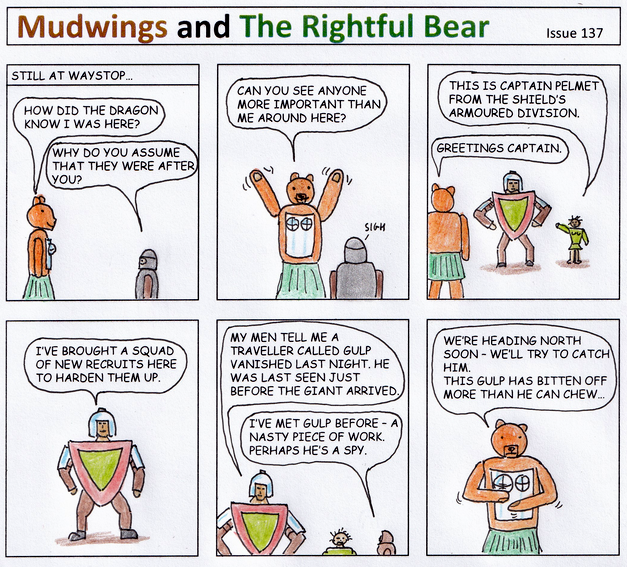 Mudwings and The Rightful Bear
Issue 137
STILL AT WAYSTOP...
HOW DID THE DRAGON
KNOW I WAS HERE?
WHY DO YOU ASSUME
THAT THEY WERE AFTER
YOU?
CAN YOU SEE ANYONE
MORE IMPORTANT THAN
ME AROUND HERE?
SIGH
THIS IS CAPTAIN PELMET
FROM THE SHIELD'S
ARMOURED DIVISION.
GREETINGS CAPTAIN.
I'VE BROUGHT A SQUAD
OF NEW RECRUITS HERE
TO HARDEN THEM UP.
MY MEN TELL ME A
TRAVELLER CALLED GULP
VANISHED LAST NIGHT. HE
WAS LAST SEEN JUST
BEFORE THE GIANT ARRIVED.
I'VE MET GULP BEFORE - A
NASTY PIECE OF WORK.
PERHAPS HE'S A SPY.
WE'RE HEADING NORTH
SOON - WE'LL TRY TO CATCH
HIM.
THIS GULP HAS BITTEN OFF
MORE THAN HE CAN CHEW...